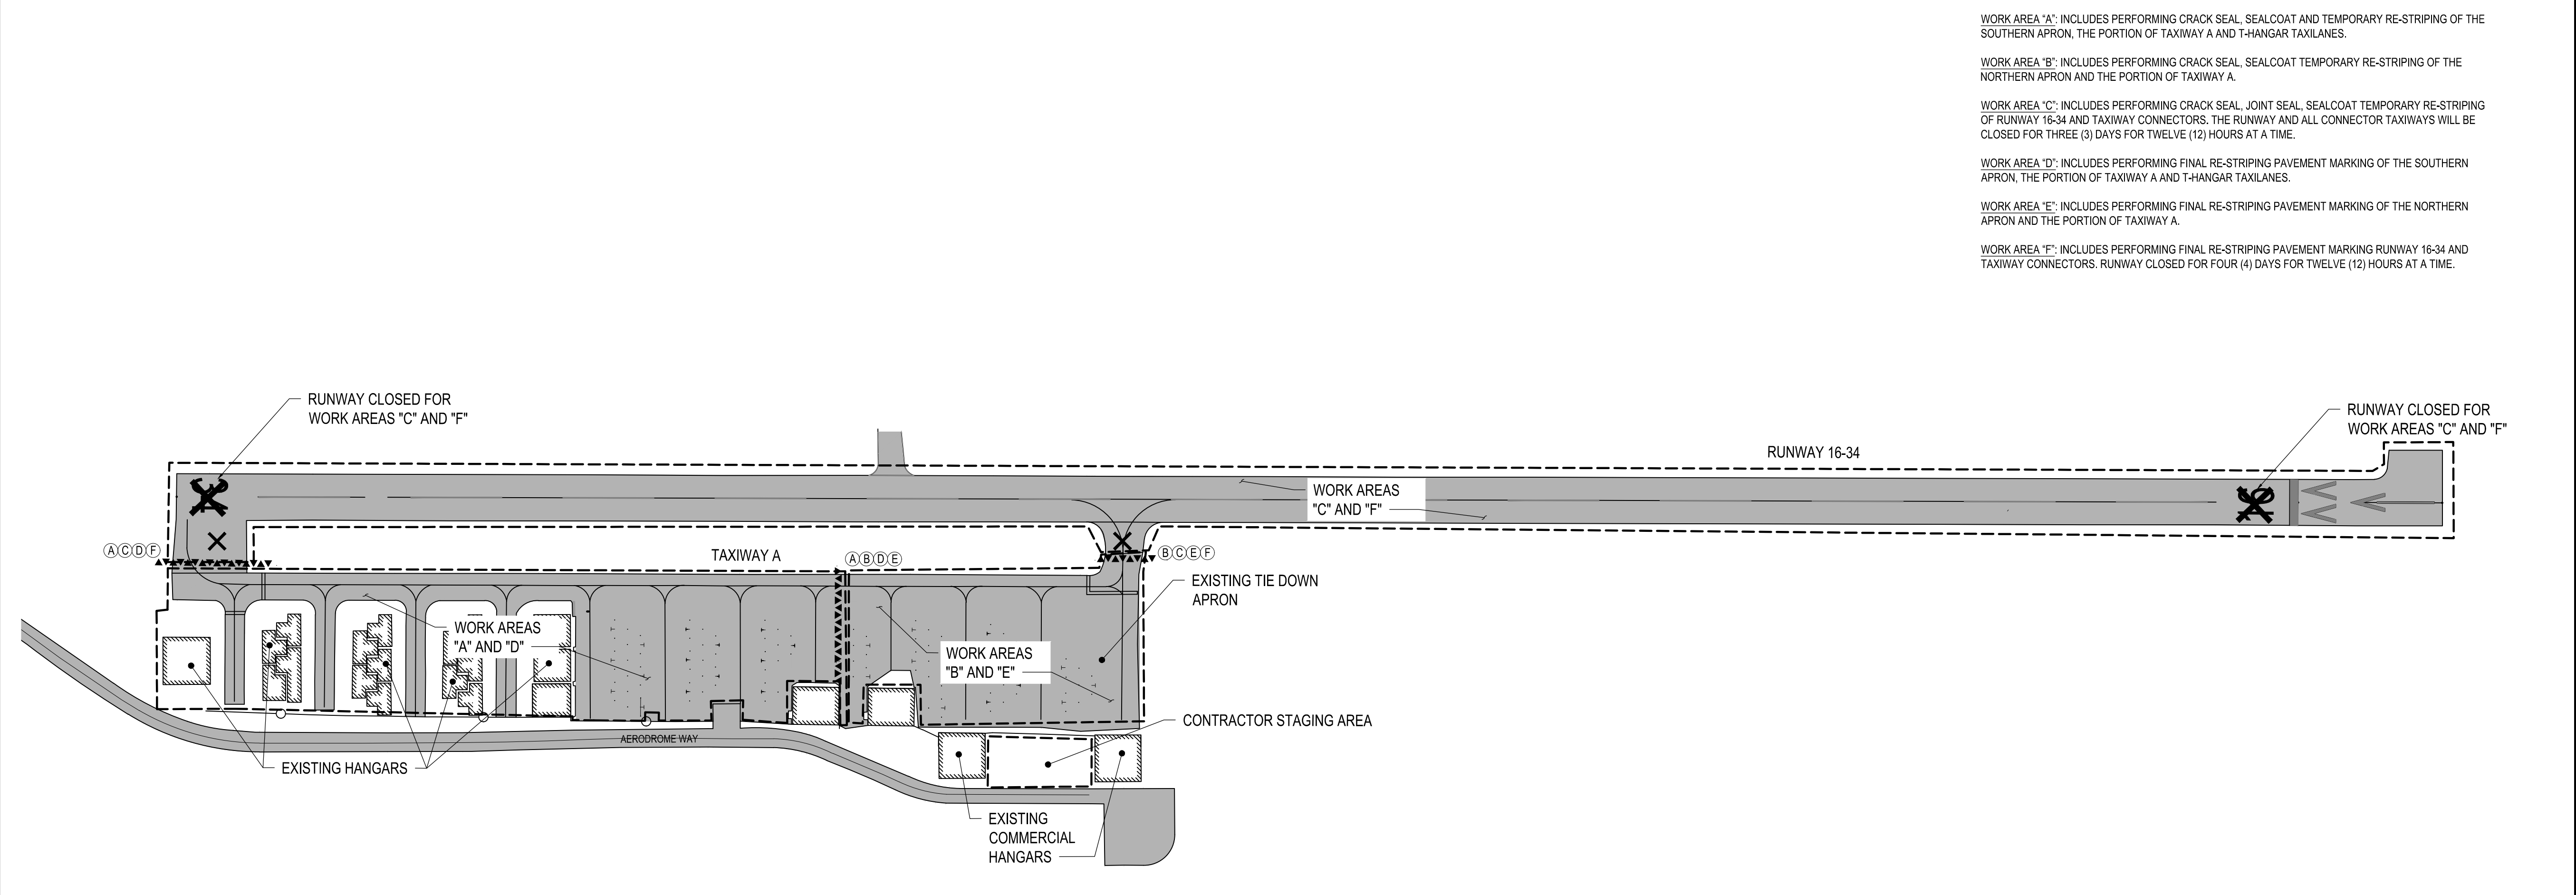 WORK AREA "A": INCLUDES PERFORMING CRACK SEAL, SEALCOAT AND TEMPORARY RE-STRIPING OF THE
SOUTHERN APRON, THE PORTION OF TAXIWAY A AND T-HANGAR TAXILANES.
WORK AREA "B": INCLUDES PERFORMING CRACK SEAL, SEALCOAT TEMPORARY RE-STRIPING OF THE
NORTHERN APRON AND THE PORTION OF TAXIWAY A.
WORK AREA "C": INCLUDES PERFORMING CRACK SEAL, JOINT SEAL, SEALCOAT TEMPORARY RE-STRIPING
OF RUNWAY 16-34 AND TAXIWAY CONNECTORS. THE RUNWAY AND ALL CONNECTOR TAXIWAYS WILL BE
CLOSED FOR THREE (3) DAYS FOR TWELVE (12) HOURS AT A TIME.
WORK AREA "D": INCLUDES PERFORMING FINAL RE-STRIPING PAVEMENT MARKING OF THE SOUTHERN
APRON, THE PORTION OF TAXIWAY A AND T-HANGAR TAXILANES.
WORK AREA "E": INCLUDES PERFORMING FINAL RE-STRIPING PAVEMENT MARKING OF THE NORTHERN
APRON AND THE PORTION OF TAXIWAY A.
WORK AREA "F": INCLUDES PERFORMING FINAL RE-STRIPING PAVEMENT MARKING RUNWAY 16-34 AND
TAXIWAY CONNECTORS. RUNWAY CLOSED FOR FOUR (4) DAYS FOR TWELVE (12) HOURS AT A TIME.
RUNWAY CLOSED FOR
WORK AREAS "C" AND "F"
RUNWAY CLOSED FOR
WORK AREAS "C" AND "F"
RUNWAY 16-34
WORK AREAS
"C" AND "F"
A C D F
TAXIWAY A
A B D E
B C E F
EXISTING TIE DOWN
APRON
WORK AREAS
"A" AND "D"
WORK AREAS
"B" AND "E"
CONTRACTOR STAGING AREA
AERODROME WAY
EXISTING HANGARS
EXISTING
COMMERCIAL
HANGARS